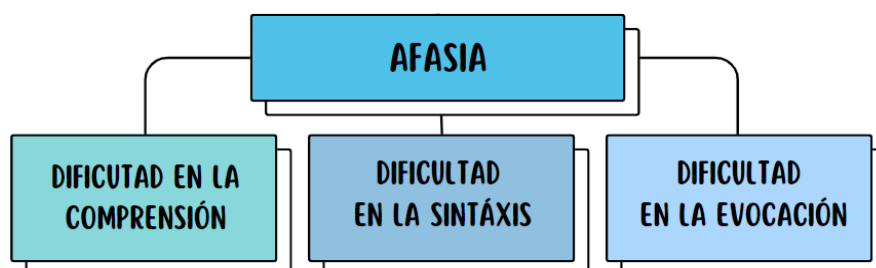 AFASIA
DIFICUTAD EN LA
COMPRENSIÓN
DIFICULTAD
EN LA SINTÁXIS
DIFICULTAD
EN LA EVOCACIÓN